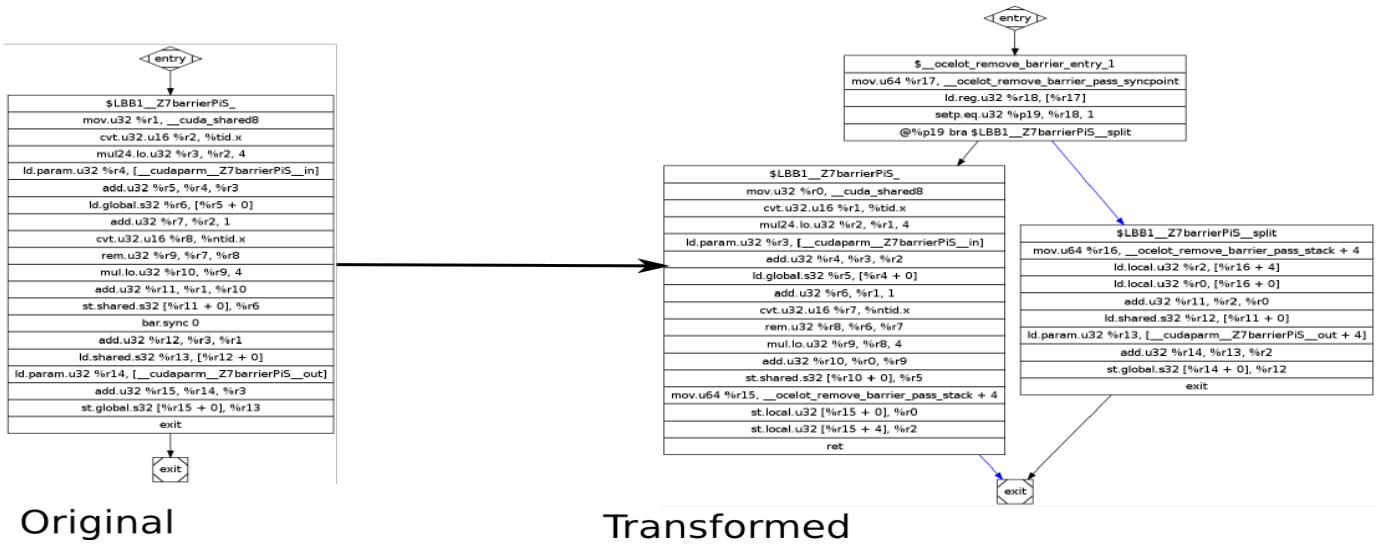 entry
$LBB1__Z7barrierPiS_
mov.u32 %r1, __cuda_shared8
cvt.u32.u16 %r2, %tid.x
mul24.lo.u32 %r3, %r2, 4
ld.param.u32 %r4, [__cudaparm__Z7barrierPiS__in]
add.u32 %r5, %r4, %r3
ld.global.s32 %r6, [%r5 + 0]
add.u32 %r7, %r2, 1
cvt.u32.u16 %r8, %ntid.x
rem.u32 %r9, %r7, %r8
mul.lo.u32 %r10, %r9, 4
add.u32 %r11, %r1, %r10
st.shared.s32 [%r11 + 0], %r6
bar.sync 0
add.u32 %r12, %r3, %r1
ld.shared.s32 %r13, [%r12 + 0]
ld.param.u32 %r14, [__cudaparm__Z7barrierPiS__out]
add.u32 %r15, %r14, %r3
st.global.s32 [%r15 + 0], %r13
exit
exit
Original
entry
$__ocelot_remove_barrier_entry_1
mov.u64 %r17, __ocelot_remove_barrier_pass_syncpoint
ld.reg.u32 %r18, [%r17]
setp.eq.u32 %p19, %r18, 1
@%p19 bra $LBB1__Z7barrierPiS__split
$LBB1__Z7barrierPiS_
mov.u32 %r0, __cuda_shared8
cvt.u32.u16 %r1, %tid.x
mul24.lo.u32 %r2, %r1, 4
ld.param.u32 %r3, [__cudaparm__Z7barrierPiS__in]
add.u32 %r4, %r3, %r2
ld.global.s32 %r5, [%r4 + 0]
add.u32 %r6, %r1, 1
cvt.u32.u16 %r7, %ntid.x
rem.u32 %r8, %r6, %r7
mul.lo.u32 %r9, %r8, 4
add.u32 %r10, %r0, %r9
st.shared.s32 [%r10 + 0], %r5
mov.u64 %r15, __ocelot_remove_barrier_pass_stack + 4
st.local.u32 [%r15 + 0], %r0
st.local.u32 [%r15 + 4], %r2
ret
$LBB1__Z7barrierPiS__split
mov.u64 %r16, __ocelot_remove_barrier_pass_stack + 4
ld.local.u32 %r2, [%r16 + 4]
ld.local.u32 %r0, [%r16 + 0]
add.u32 %r11, %r2, %r0
ld.shared.s32 %r12, [%r11 + 0]
ld.param.u32 %r13, [__cudaparm__Z7barrierPiS__out + 4]
add.u32 %r14, %r13, %r2
st.global.s32 [%r14 + 0], %r12
exit
exit
Transformed